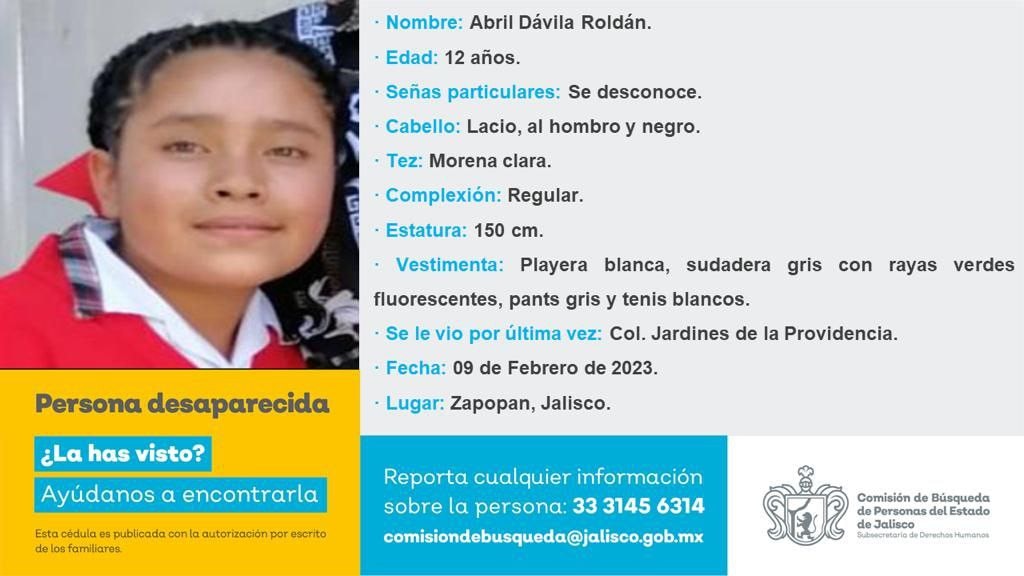 · Nombre: Abril Dávila Roldán.
· Edad: 12 años.
· Señas particulares: Se desconoce.
· Cabello: Lacio, al hombro y negro.
· Tez: Morena clara.
· Complexión: Regular.
· Estatura: 150 cm.
· Vestimenta: Playera blanca, sudadera gris con rayas verdes
fluorescentes, pants gris y tenis blancos.
· Se le vio por última vez: Col. Jardines de la Providencia.
· Fecha: 09 de Febrero de 2023.
· Lugar: Zapopan, Jalisco.
Persona desaparecida
¿La has visto?
Ayúdanos a encontrarla
Esta cédula es publicada con la autorización por escrito
de los familiares.
Reporta cualquier información
sobre la persona: 33 3145 6314
comisiondebusqueda@jalisco.gob.mx
Comisión de Búsqueda
de Personas del Estado
de Jalisco
Subsecretaría de Derechos Humanos